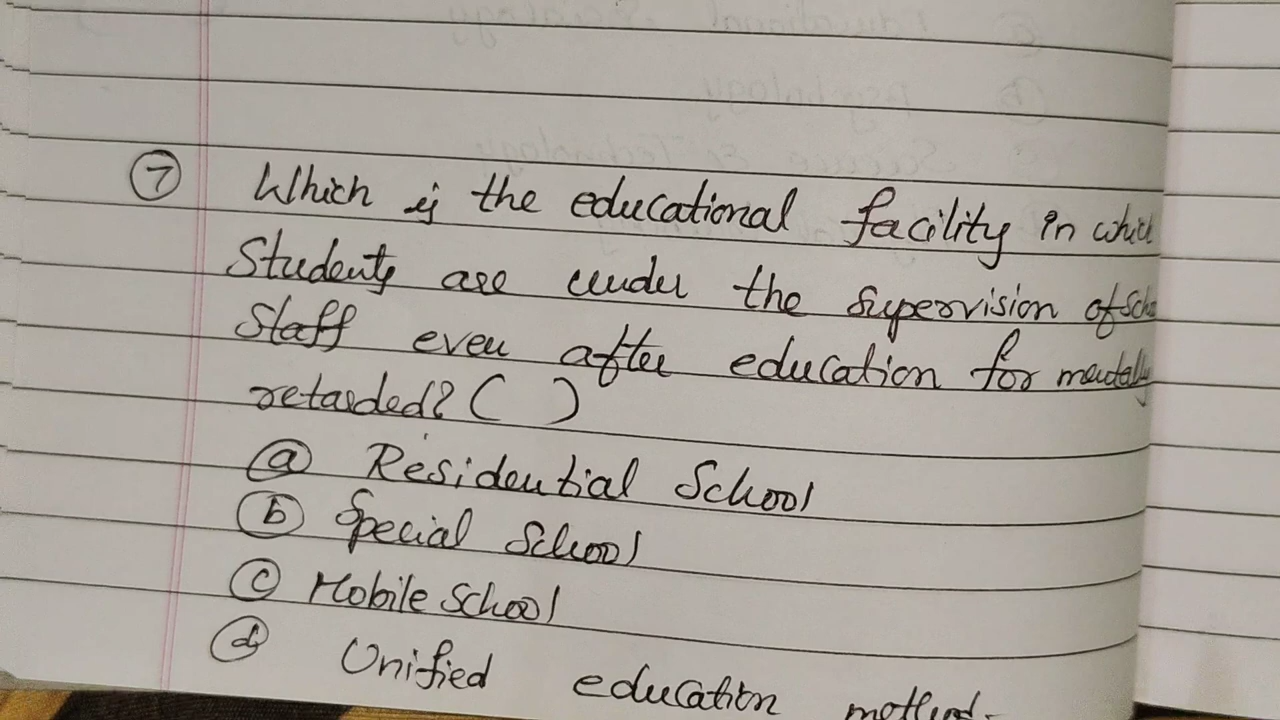 ⑦ Which is the educational facility in which
Students are under the supervision of
Staff even after education for mentally
retarded? ( )
ⓐ Residential School
ⓑ Special School
ⓒ Mobile School
ⓓ Unified education method.